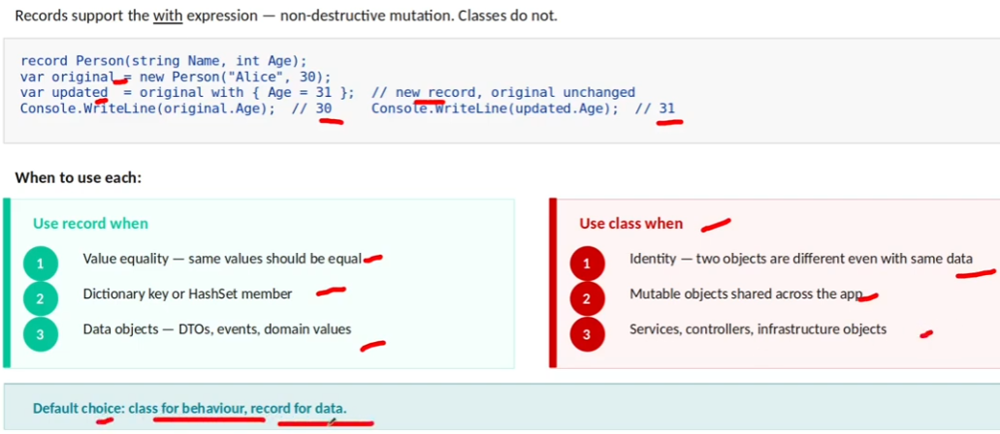 Records support the with expression — non-destructive mutation. Classes do not.
record Person(string Name, int Age);
var original = new Person("Alice", 30);
var updated  = original with { Age = 31 };  // new record, original unchanged
Console.WriteLine(original.Age);  // 30     Console.WriteLine(updated.Age);  // 31
When to use each:
Use record when
1 Value equality — same values should be equal
2 Dictionary key or HashSet member
3 Data objects — DTOs, events, domain values
Use class when
1 Identity — two objects are different even with same data
2 Mutable objects shared across the app
3 Services, controllers, infrastructure objects
Default choice: class for behaviour, record for data.